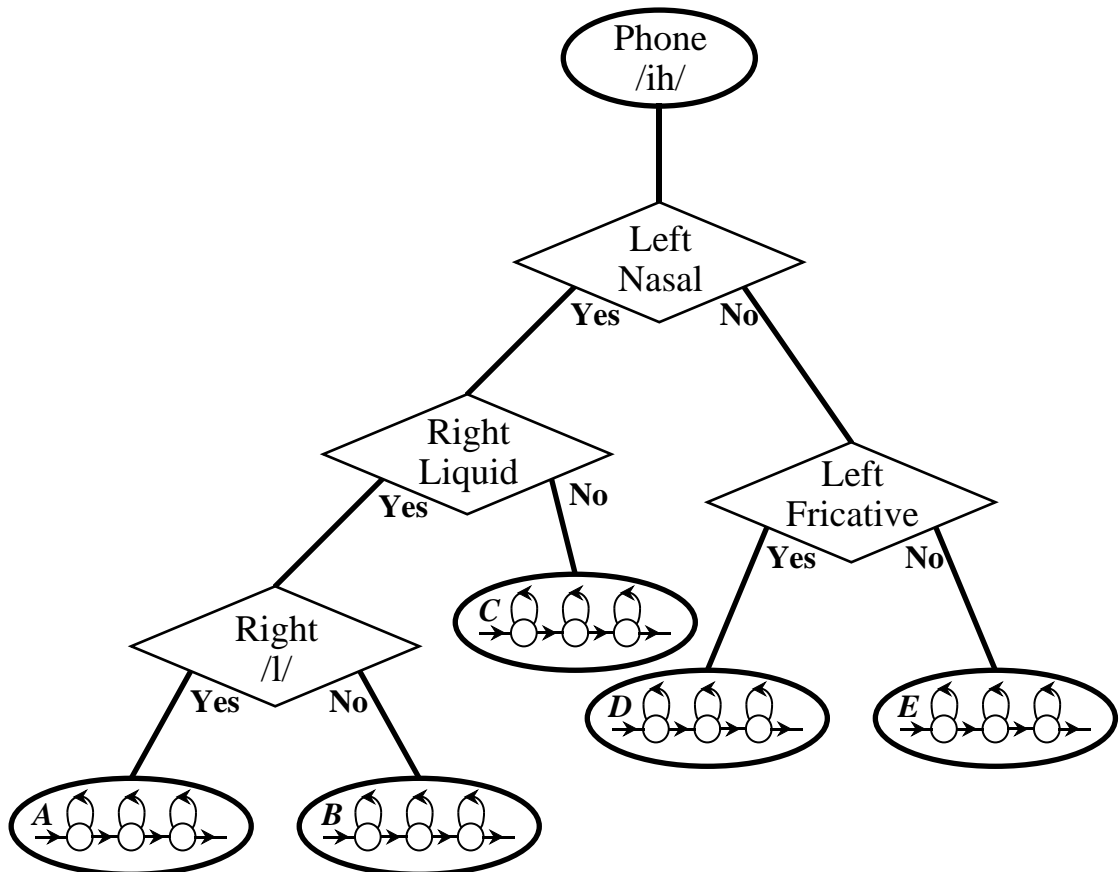 Phone
/ih/
Left
Nasal
Yes
No
Right
Liquid
Yes
No
Left
Fricative
Yes
No
C
Right
/l/
Yes
No
D
E
A
B